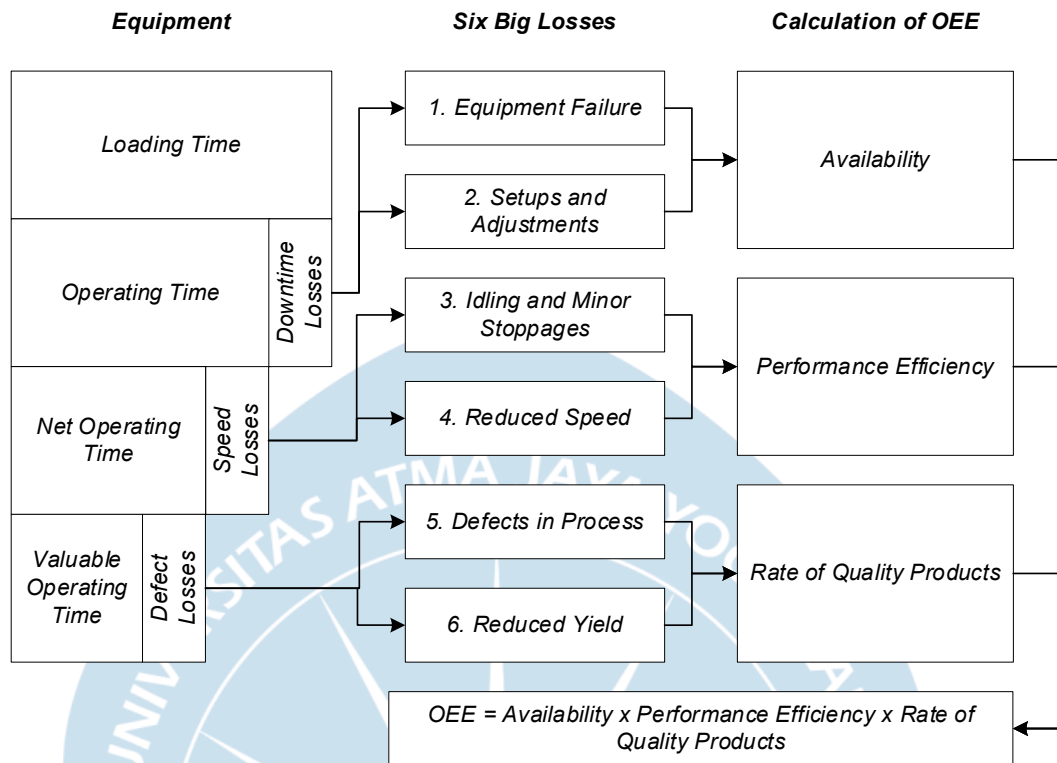 Equipment
Six Big Losses
Calculation of OEE
Loading Time
1. Equipment Failure
Availability
2. Setups and
Adjustments
Operating Time
Downtime
Losses
3. Idling and Minor
Stoppages
Performance Efficiency
4. Reduced Speed
Net Operating
Time
Speed
Losses
5. Defects in Process
Rate of Quality Products
6. Reduced Yield
Valuable
Operating
Time
Defect
Losses
OEE = Availability x Performance Efficiency x Rate of
Quality Products
UNIVERSITAS ATMA JAYA